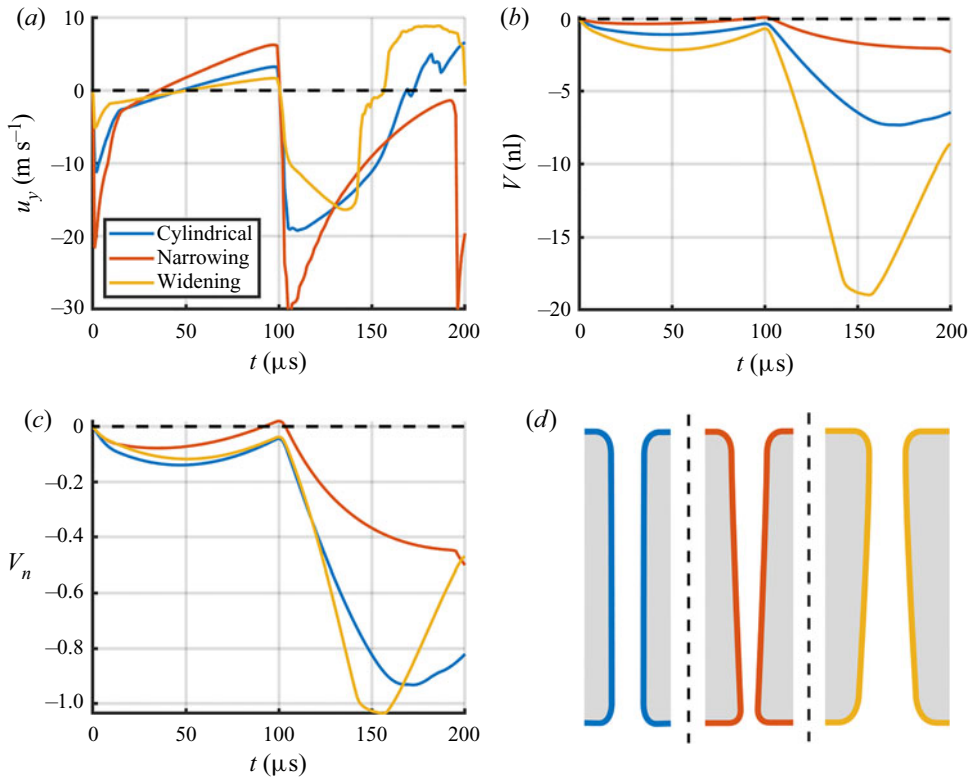 (a)
10
0
–10
–20
–30
u_y (m s⁻¹)
Cylindrical
Narrowing
Widening
0 50 100 150 200
t (μs)
(b)
0
–5
–10
–15
–20
V (nl)
0 50 100 150 200
t (μs)
(c)
0
–0.2
–0.4
–0.6
–0.8
–1.0
V_n
0 50 100 150 200
t (μs)
(d)